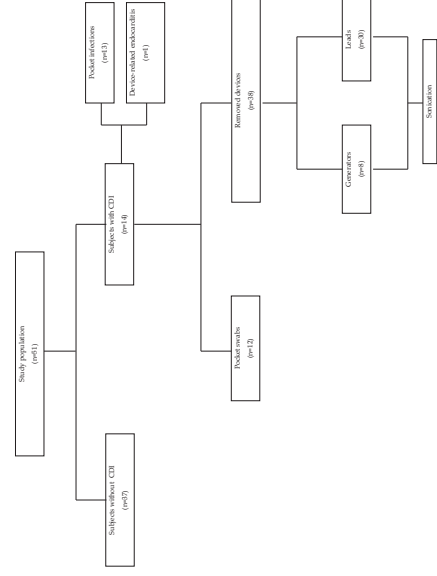 Study population
(n=51)
Subjects without CDI
(n=37)
Subjects with CDI
(n=14)
Pocket infections
(n=13)
Device-related endocarditis
(n=1)
Pocket swabs
(n=12)
Removed devices
(n=38)
Generators
(n=8)
Leads
(n=30)
Sonication